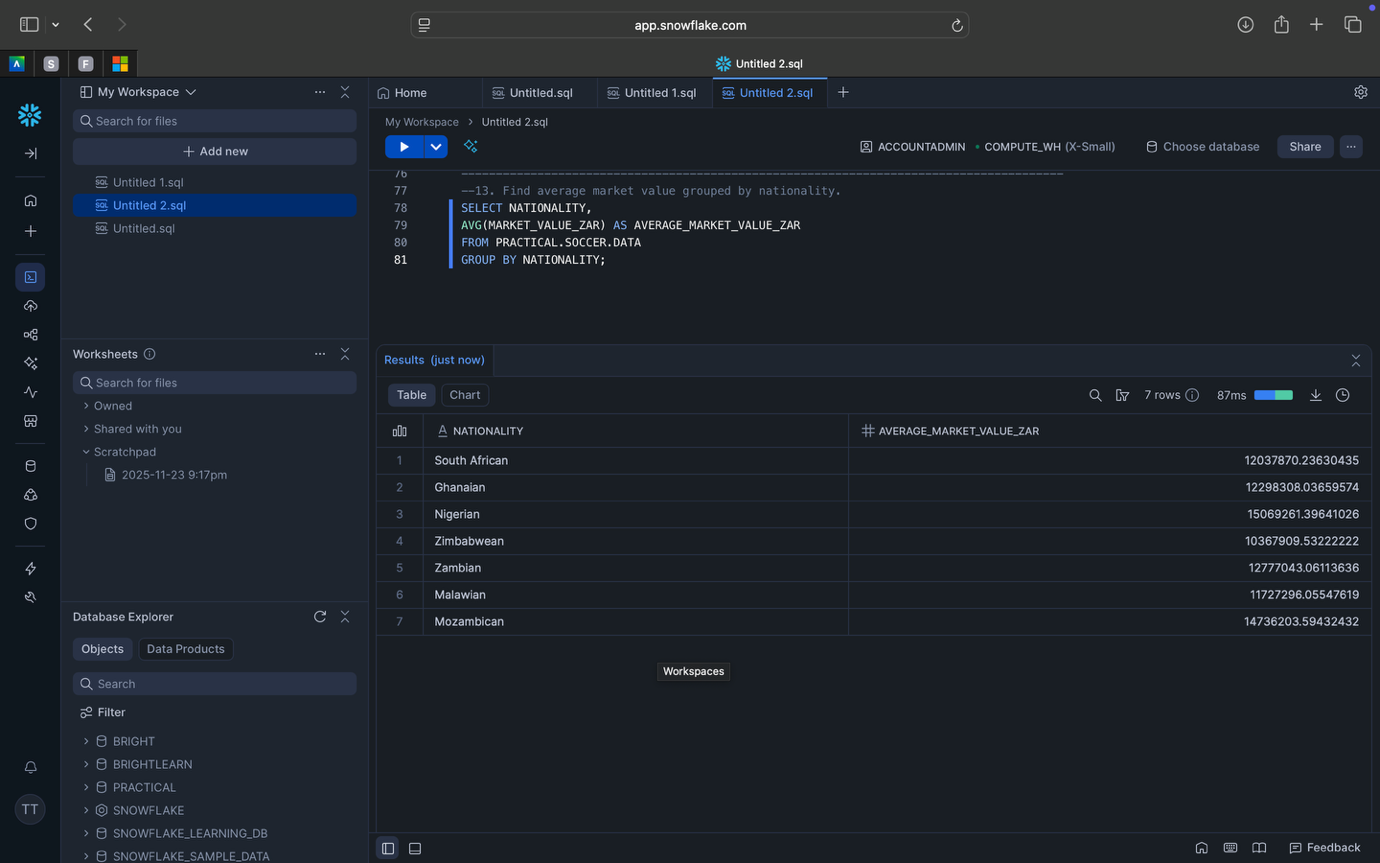 app.snowflake.com
S
F
Untitled 2.sql
My Workspace
Home
Untitled.sql
Untitled 1.sql
Untitled 2.sql
Search for files
My Workspace > Untitled 2.sql
Add new
ACCOUNTADMIN
COMPUTE_WH (X-Small)
Choose database
Share
Untitled 1.sql
Untitled 2.sql
Untitled.sql
76 --------------------------------------------------------------------------------
77 --13. Find average market value grouped by nationality.
78 SELECT NATIONALITY,
79 AVG(MARKET_VALUE_ZAR) AS AVERAGE_MARKET_VALUE_ZAR
80 FROM PRACTICAL.SOCCER.DATA
81 GROUP BY NATIONALITY;
Worksheets
Search for files
Owned
Shared with you
Scratchpad
2025-11-23 9:17pm
Results (just now)
Table
Chart
7 rows
87ms
NATIONALITY AVERAGE_MARKET_VALUE_ZAR
1 South African 12037870.23630435
2 Ghanaian 12298308.03659574
3 Nigerian 15069261.39641026
4 Zimbabwean 10367909.53222222
5 Zambian 12777043.06113636
6 Malawian 11727296.05547619
7 Mozambican 14736203.59432432
Workspaces
Database Explorer
Objects
Data Products
Search
Filter
BRIGHT
BRIGHTLEARN
PRACTICAL
SNOWFLAKE
SNOWFLAKE_LEARNING_DB
SNOWFLAKE_SAMPLE_DATA
TT
Feedback